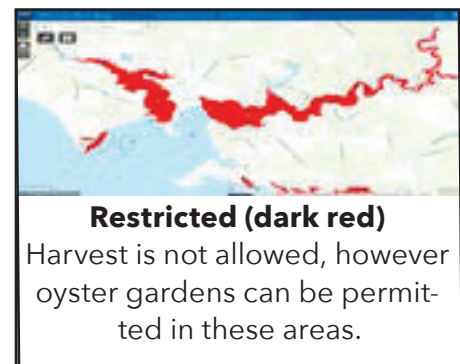 Restricted (dark red)
Harvest is not allowed, however
oyster gardens can be permit-
ted in these areas.